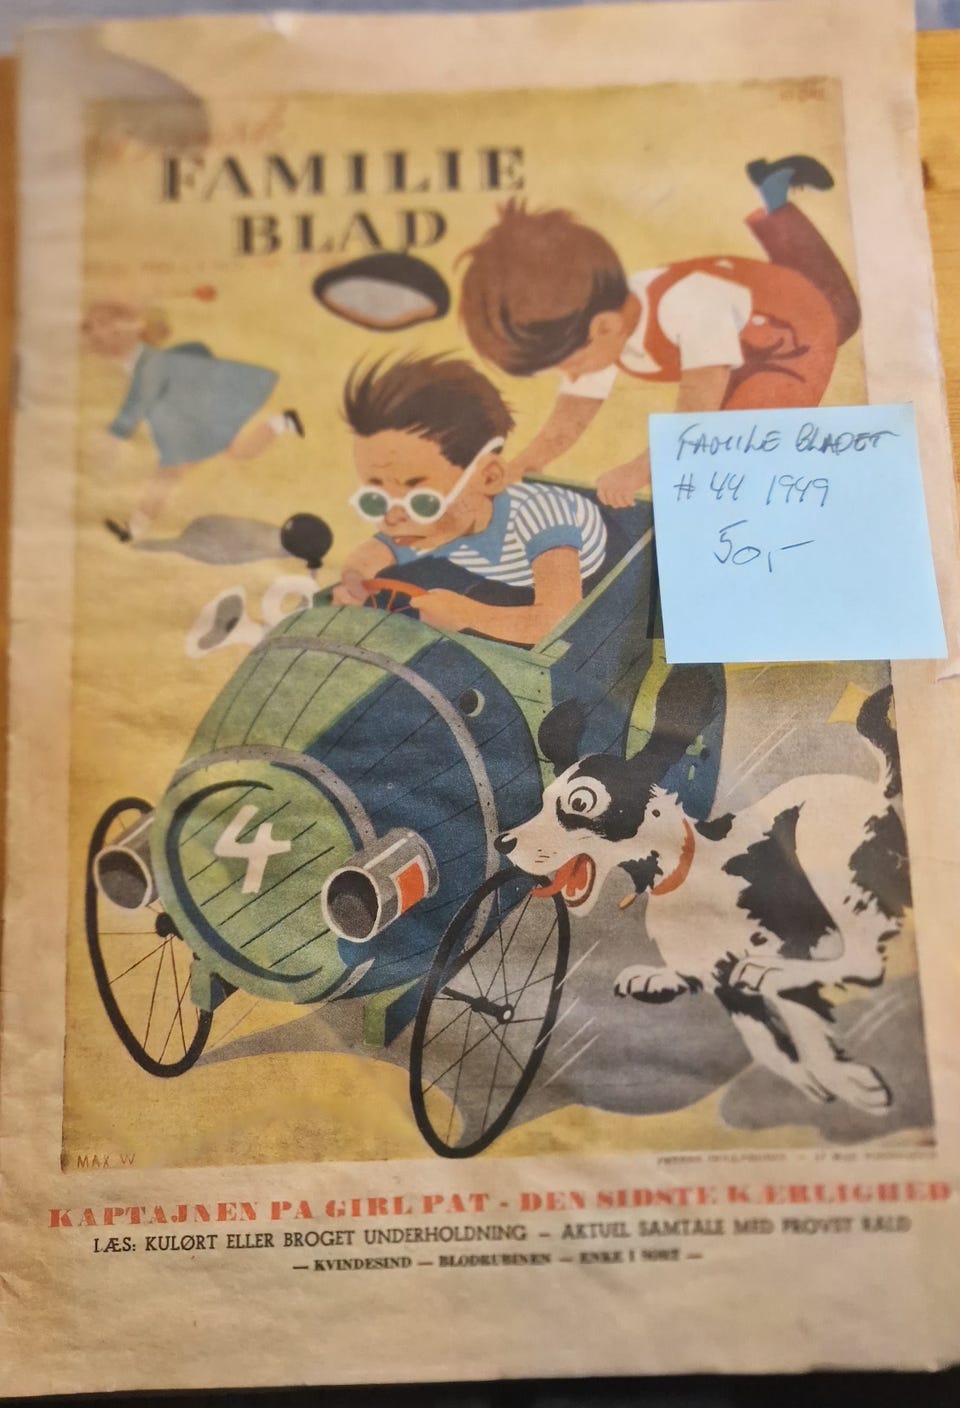 FAMILIE
BLAD
FAMILIE BLADET
# 44 1949
50,-
4
MAX W
KAPTAJNEN PA GIRL PAT - DEN SIDSTE KÆRLIGHED
LÆS: KULØRT ELLER BROGET UNDERHOLDNING – AKTUEL SAMTALE MED PROVST
— KVINDESIND — BLODRUBINEN — ENKE I SORT —